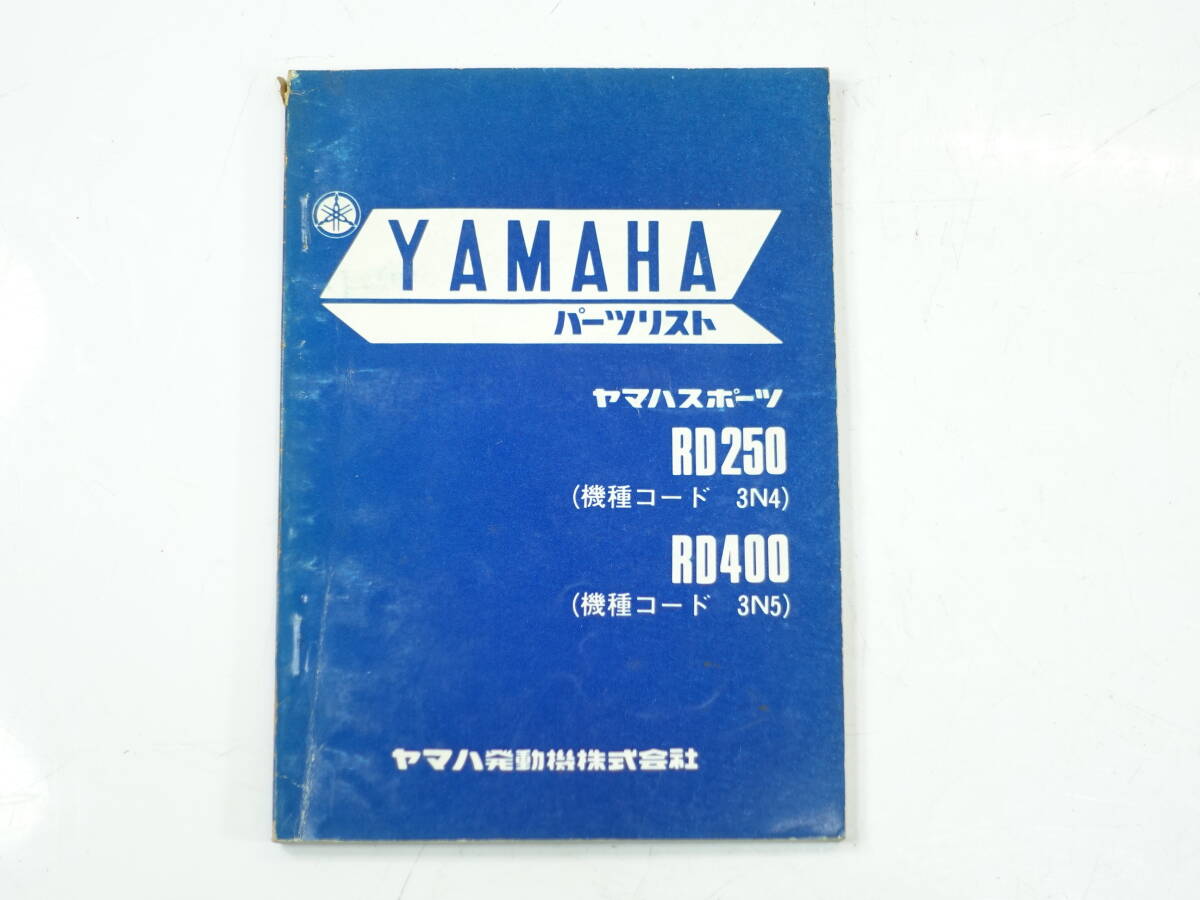 YAMAHA
パーツリスト
ヤマハスポーツ
RD250
(機種コード 3N4)
RD400
(機種コード 3N5)
ヤマハ発動機株式会社